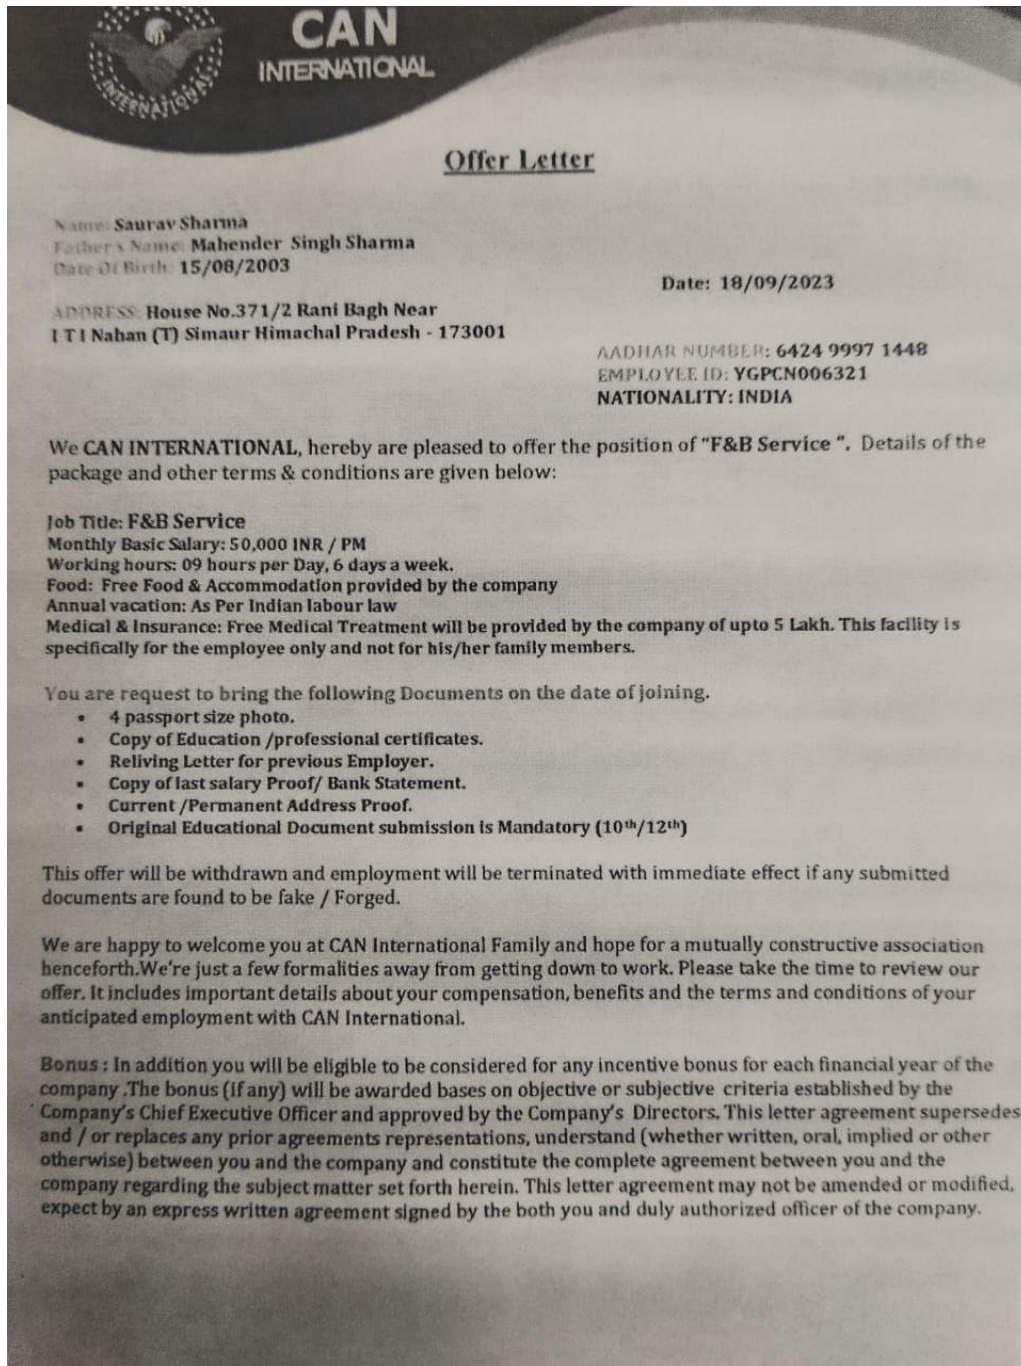 CAN
INTERNATIONAL
INTERNATIONAL
Offer Letter
Name: Saurav Sharma
Father's Name: Mahender Singh Sharma
Date Of Birth: 15/08/2003
Date: 18/09/2023
ADDRESS: House No.371/2 Rani Bagh Near
I T I Nahan (T) Simaur Himachal Pradesh - 173001
AADHAR NUMBER: 6424 9997 1448
EMPLOYEE ID: YGPCN006321
NATIONALITY: INDIA
We CAN INTERNATIONAL, hereby are pleased to offer the position of "F&B Service ". Details of the
package and other terms & conditions are given below:
Job Title: F&B Service
Monthly Basic Salary: 50,000 INR / PM
Working hours: 09 hours per Day, 6 days a week.
Food: Free Food & Accommodation provided by the company
Annual vacation: As Per Indian labour law
Medical & Insurance: Free Medical Treatment will be provided by the company of upto 5 Lakh. This facility is
specifically for the employee only and not for his/her family members.
You are request to bring the following Documents on the date of joining.
• 4 passport size photo.
• Copy of Education /professional certificates.
• Reliving Letter for previous Employer.
• Copy of last salary Proof/ Bank Statement.
• Current /Permanent Address Proof.
• Original Educational Document submission is Mandatory (10th/12th)
This offer will be withdrawn and employment will be terminated with immediate effect if any submitted
documents are found to be fake / Forged.
We are happy to welcome you at CAN International Family and hope for a mutually constructive association
henceforth.We're just a few formalities away from getting down to work. Please take the time to review our
offer. It includes important details about your compensation, benefits and the terms and conditions of your
anticipated employment with CAN International.
Bonus : In addition you will be eligible to be considered for any incentive bonus for each financial year of the
company .The bonus (if any) will be awarded bases on objective or subjective criteria established by the
Company's Chief Executive Officer and approved by the Company's Directors. This letter agreement supersedes
and / or replaces any prior agreements representations, understand (whether written, oral, implied or other
otherwise) between you and the company and constitute the complete agreement between you and the
company regarding the subject matter set forth herein. This letter agreement may not be amended or modified,
expect by an express written agreement signed by the both you and duly authorized officer of the company.